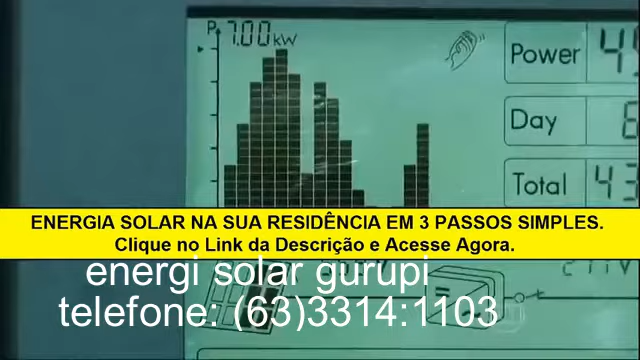 P 7.00 kW
Power
Day
Total 43
ENERGIA SOLAR NA SUA RESIDÊNCIA EM 3 PASSOS SIMPLES.
Clique no Link da Descrição e Acesse Agora.
energi solar gurupi
telefone: (63)3314:1103